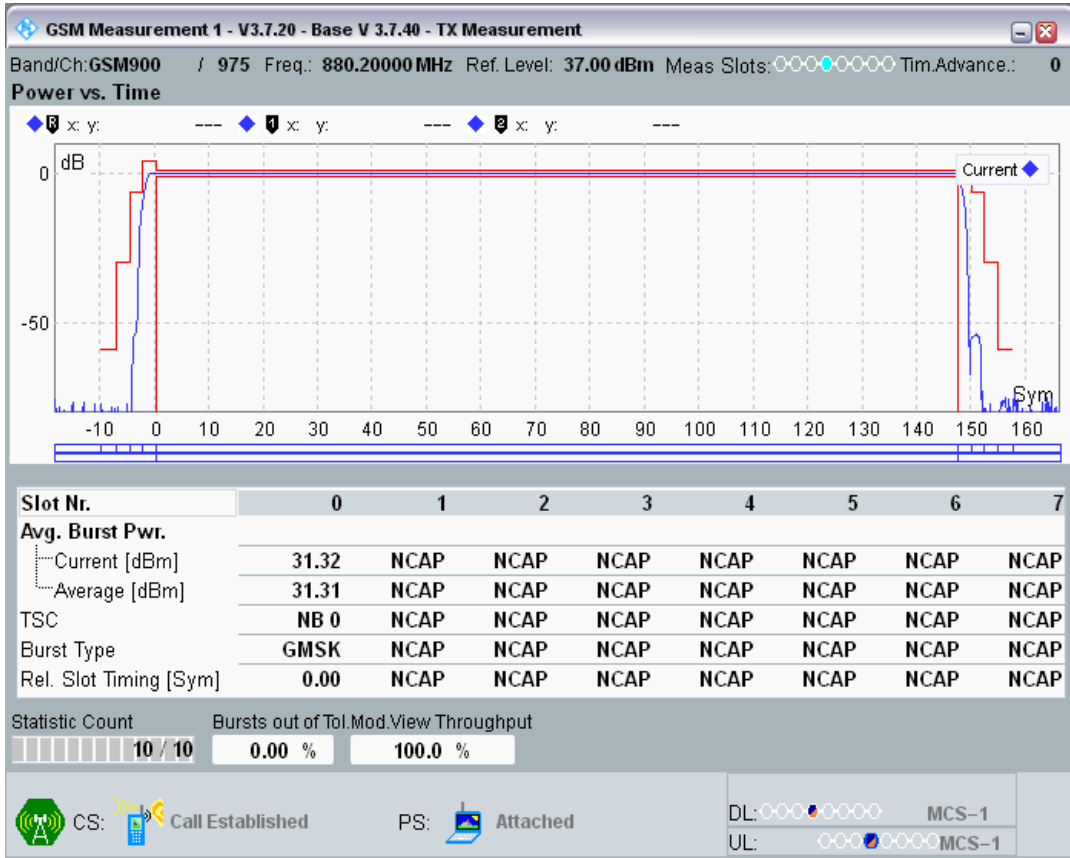 GSM Measurement 1 - V3.7.20 - Base V 3.7.40 - TX Measurement
Band/Ch:GSM900 / 975 Freq.: 880.20000 MHz Ref. Level: 37.00 dBm Meas Slots: Tim.Advance.: 0
Power vs. Time
R x: y: --- 1 x: y: --- 2 x: y: ---
dB
Current
0
-50
Sym
-10 0 10 20 30 40 50 60 70 80 90 100 110 120 130 140 150 160
Slot Nr. 0 1 2 3 4 5 6 7
Avg. Burst Pwr.
Current [dBm] 31.32 NCAP NCAP NCAP NCAP NCAP NCAP NCAP
Average [dBm] 31.31 NCAP NCAP NCAP NCAP NCAP NCAP NCAP
TSC NB 0 NCAP NCAP NCAP NCAP NCAP NCAP NCAP
Burst Type GMSK NCAP NCAP NCAP NCAP NCAP NCAP NCAP
Rel. Slot Timing [Sym] 0.00 NCAP NCAP NCAP NCAP NCAP NCAP NCAP
Statistic Count Bursts out of Tol.Mod.View Throughput
10 / 10 0.00 % 100.0 %
CS: Call Established PS: Attached
DL: MCS-1
UL: MCS-1